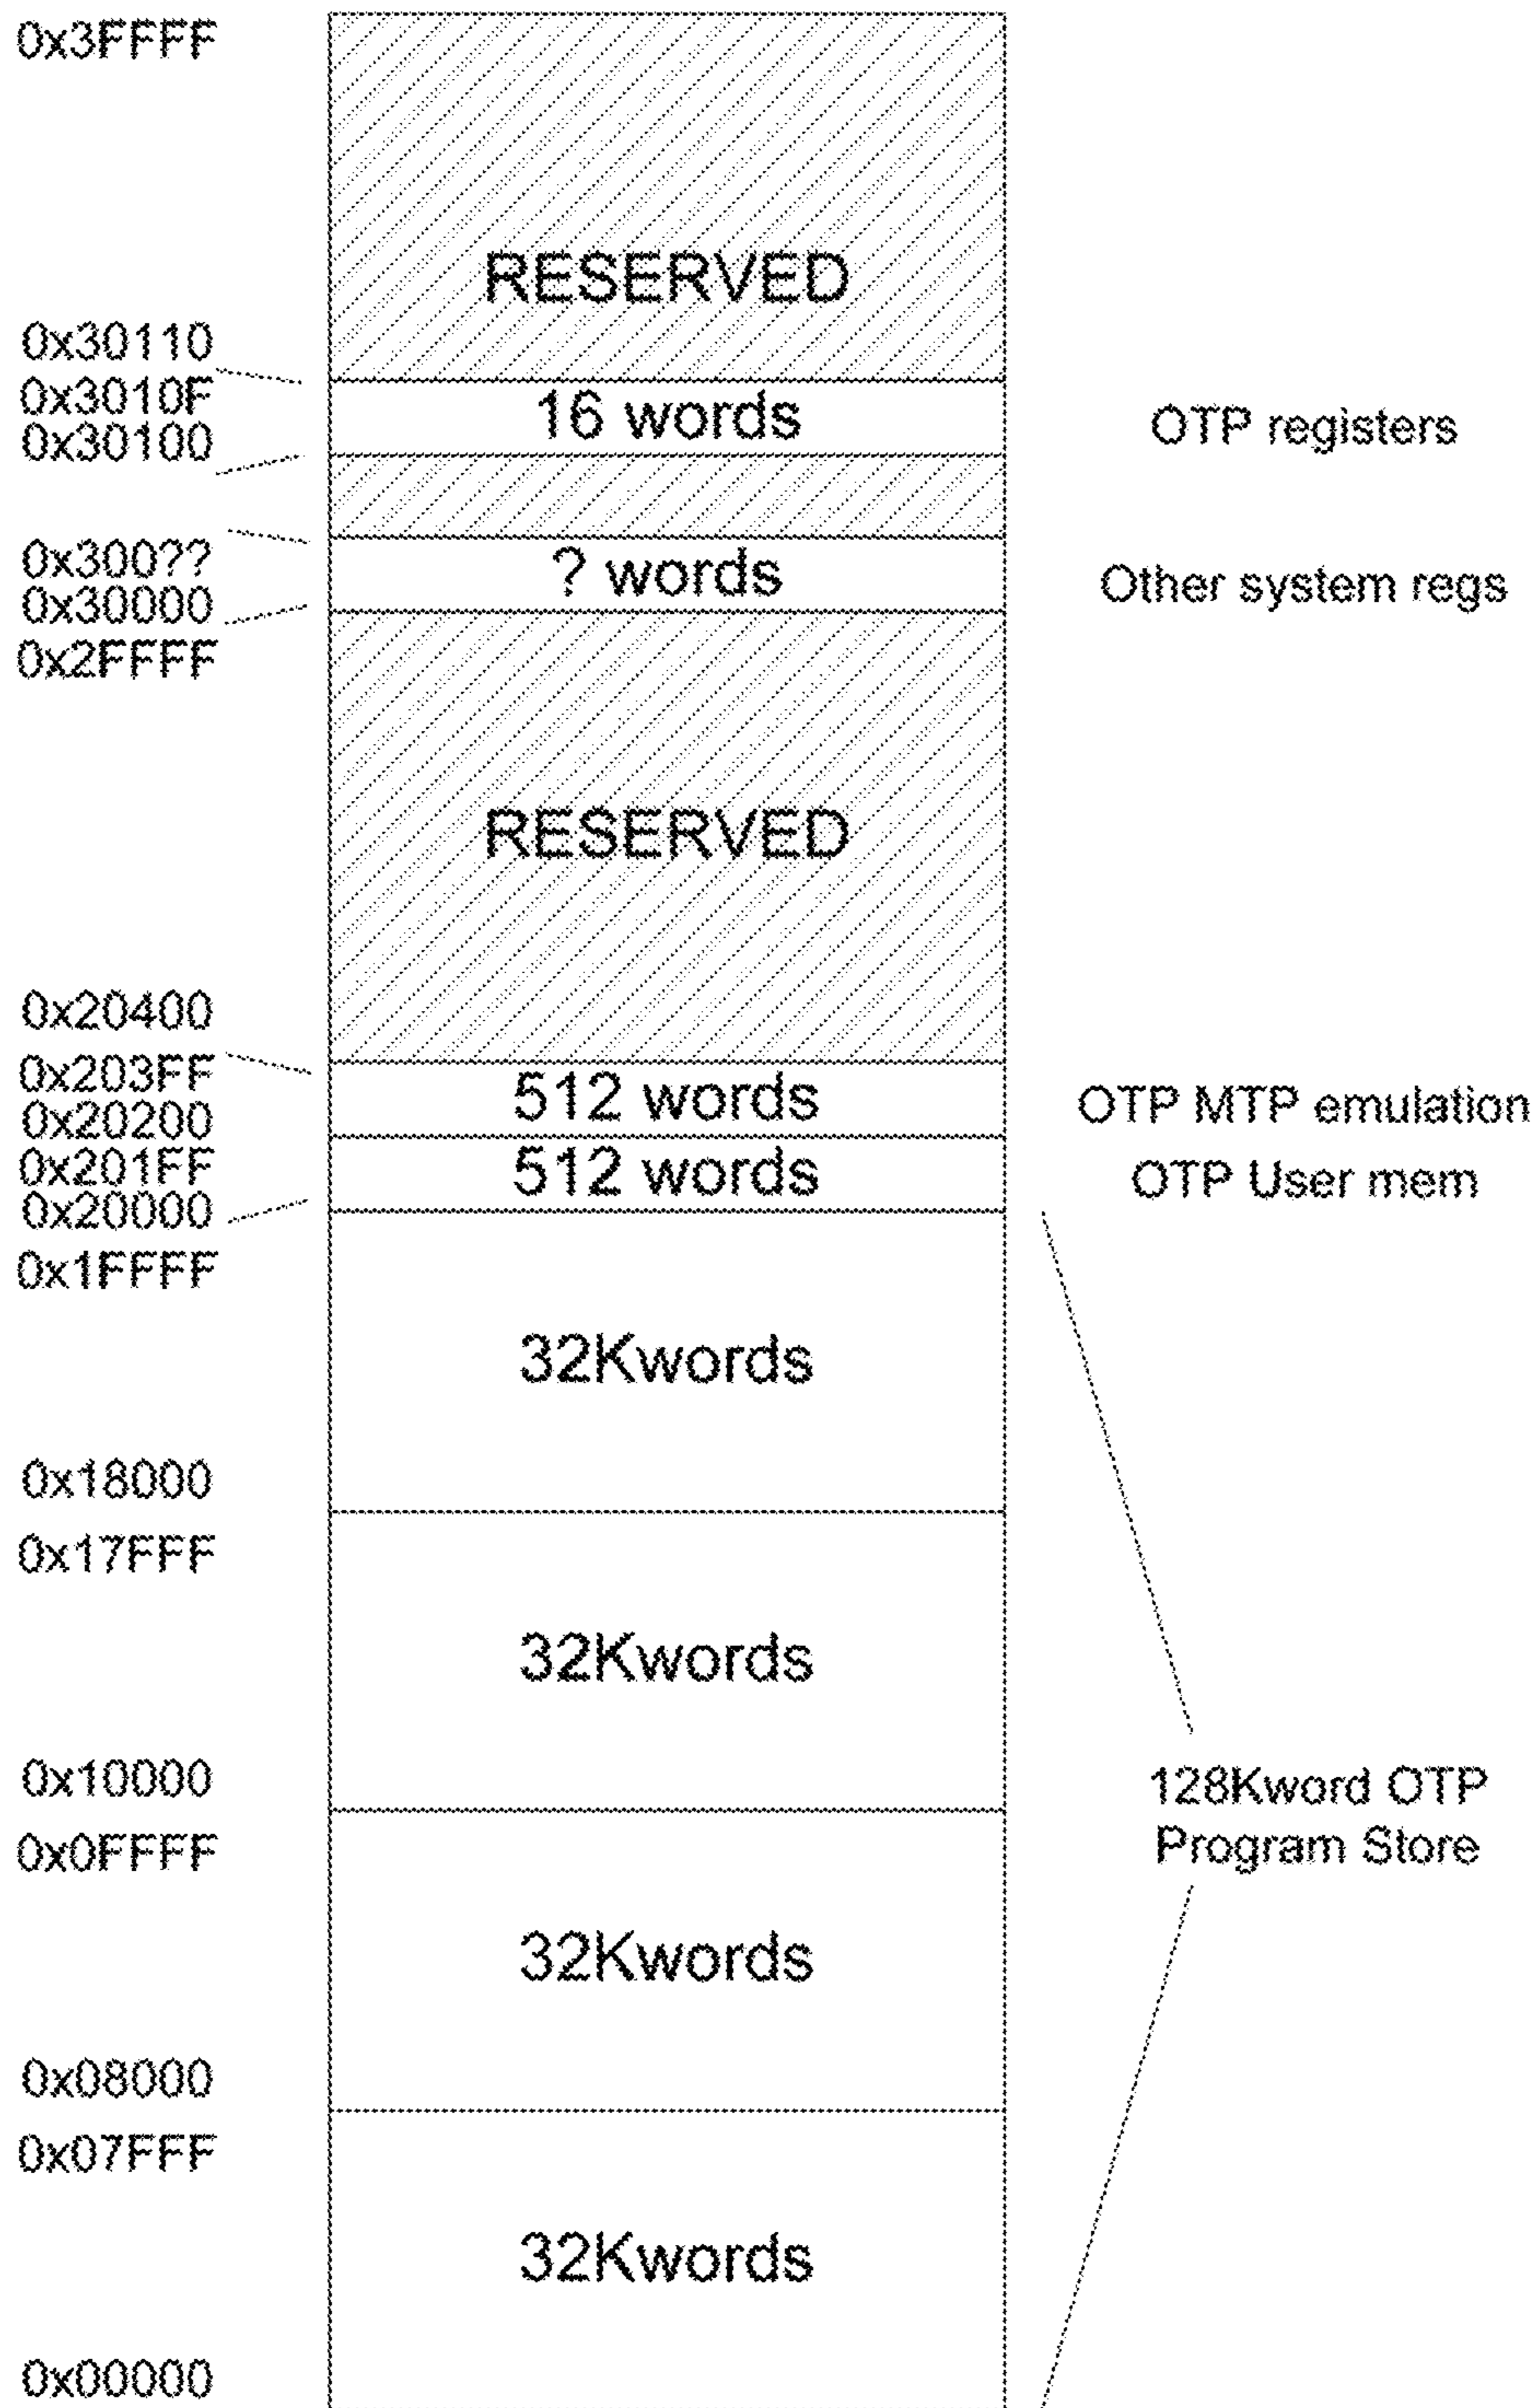 0x3FFFF
RESERVED
0x30110
0x3010F
16 words
OTP registers
0x30100
0x300??
? words
Other system regs
0x30000
0x2FFFF
RESERVED
0x20400
0x203FF
512 words
OTP MTP emulation
0x20200
0x201FF
512 words
OTP User mem
0x20000
0x1FFFF
32Kwords
0x18000
0x17FFF
32Kwords
0x10000
128Kword OTP
Program Store
0x0FFFF
32Kwords
0x08000
0x07FFF
32Kwords
0x00000